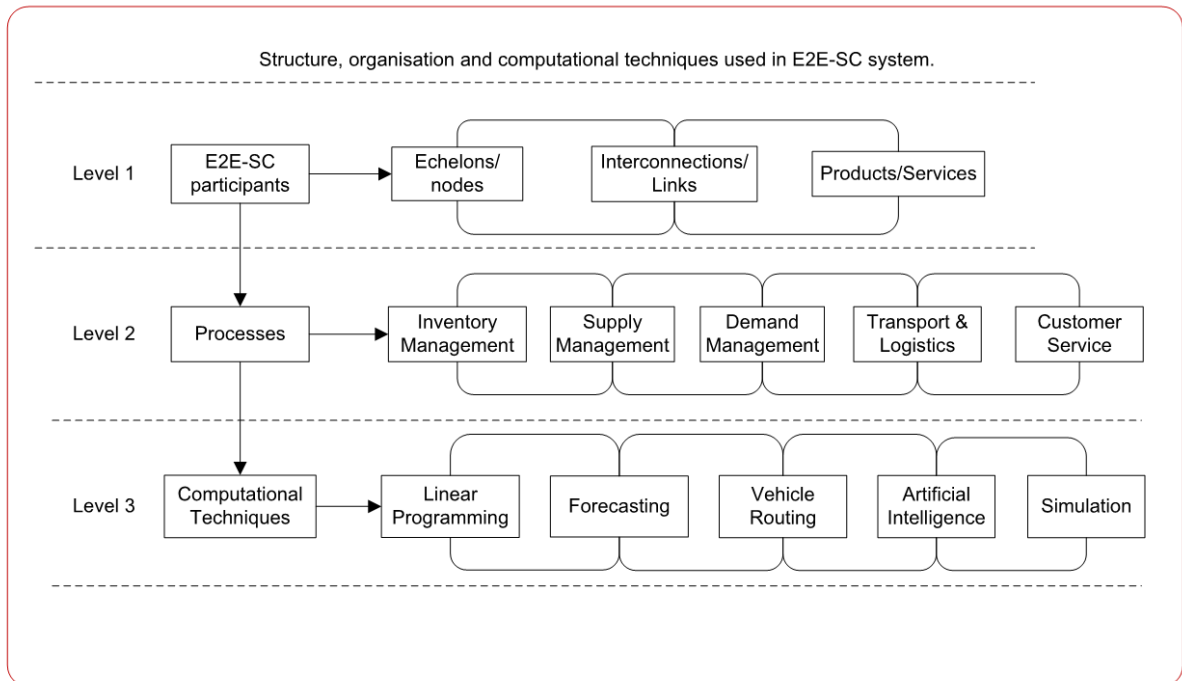 Structure, organisation and computational techniques used in E2E-SC system.
Level 1
E2E-SC
participants
Echelons/
nodes
Interconnections/
Links
Products/Services
Level 2
Processes
Inventory
Management
Supply
Management
Demand
Management
Transport &
Logistics
Customer
Service
Level 3
Computational
Techniques
Linear
Programming
Forecasting
Vehicle
Routing
Artificial
Intelligence
Simulation